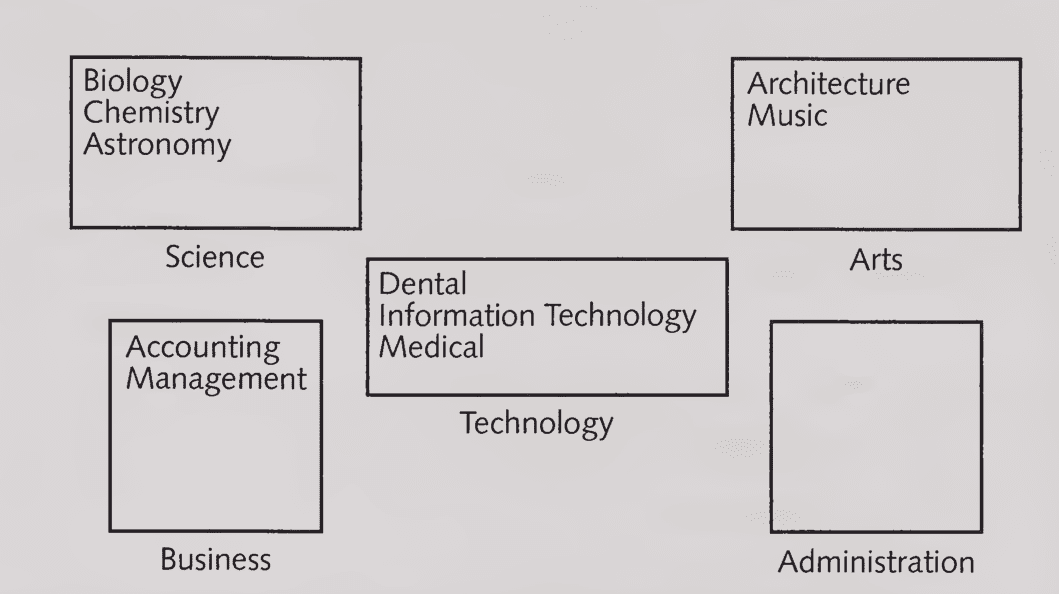 Biology
Chemistry
Astronomy
Science
Architecture
Music
Arts
Dental
Information Technology
Medical
Technology
Accounting
Management
Business
Administration